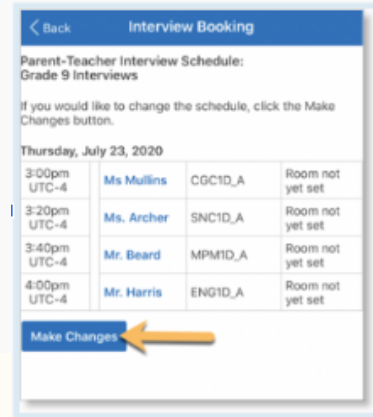 Back Interview Booking
Parent-Teacher Interview Schedule:
Grade 9 Interviews
If you would like to change the schedule, click the Make
Changes button.
Thursday, July 23, 2020
3:00pm UTC-4 Ms Mullins CGC1D_A Room not yet set
3:20pm UTC-4 Ms. Archer SNC1D_A Room not yet set
3:40pm UTC-4 Mr. Beard MPM1D_A Room not yet set
4:00pm UTC-4 Mr. Harris ENG1D_A Room not yet set
Make Changes